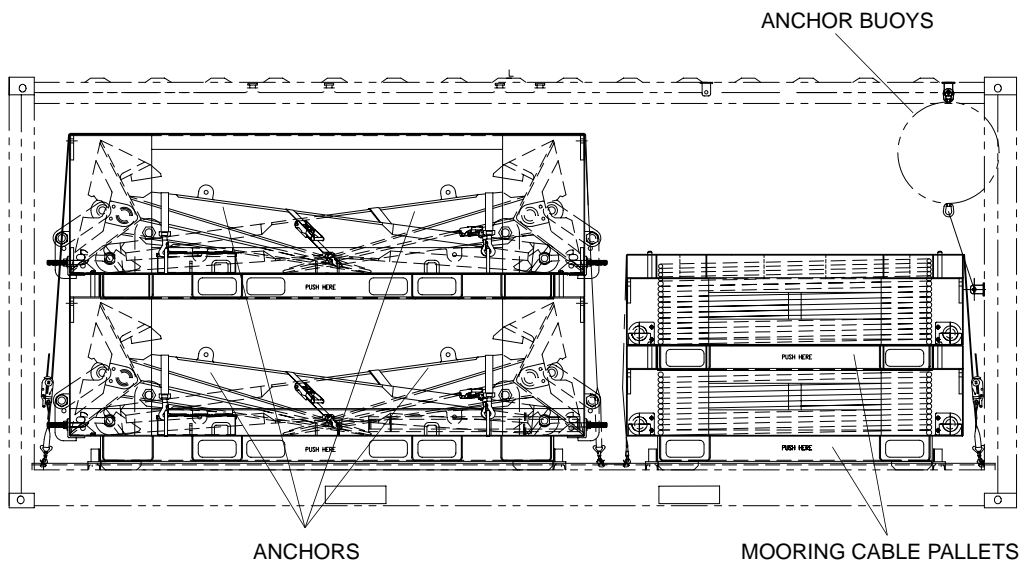 ANCHOR BUOYS
PUSH HERE
PUSH HERE
PUSH HERE
PUSH HERE
ANCHORS
MOORING CABLE PALLETS